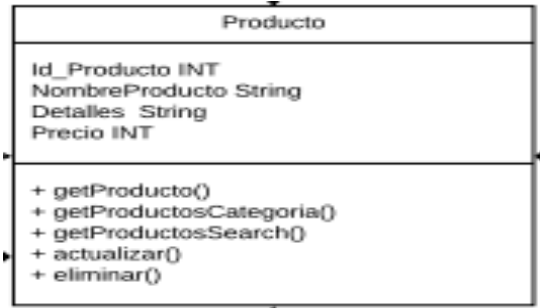 Producto
Id_Producto INT
NombreProducto String
Detalles String
Precio INT
+ getProducto()
+ getProductosCategoria()
+ getProductosSearch()
+ actualizar()
+ eliminar()